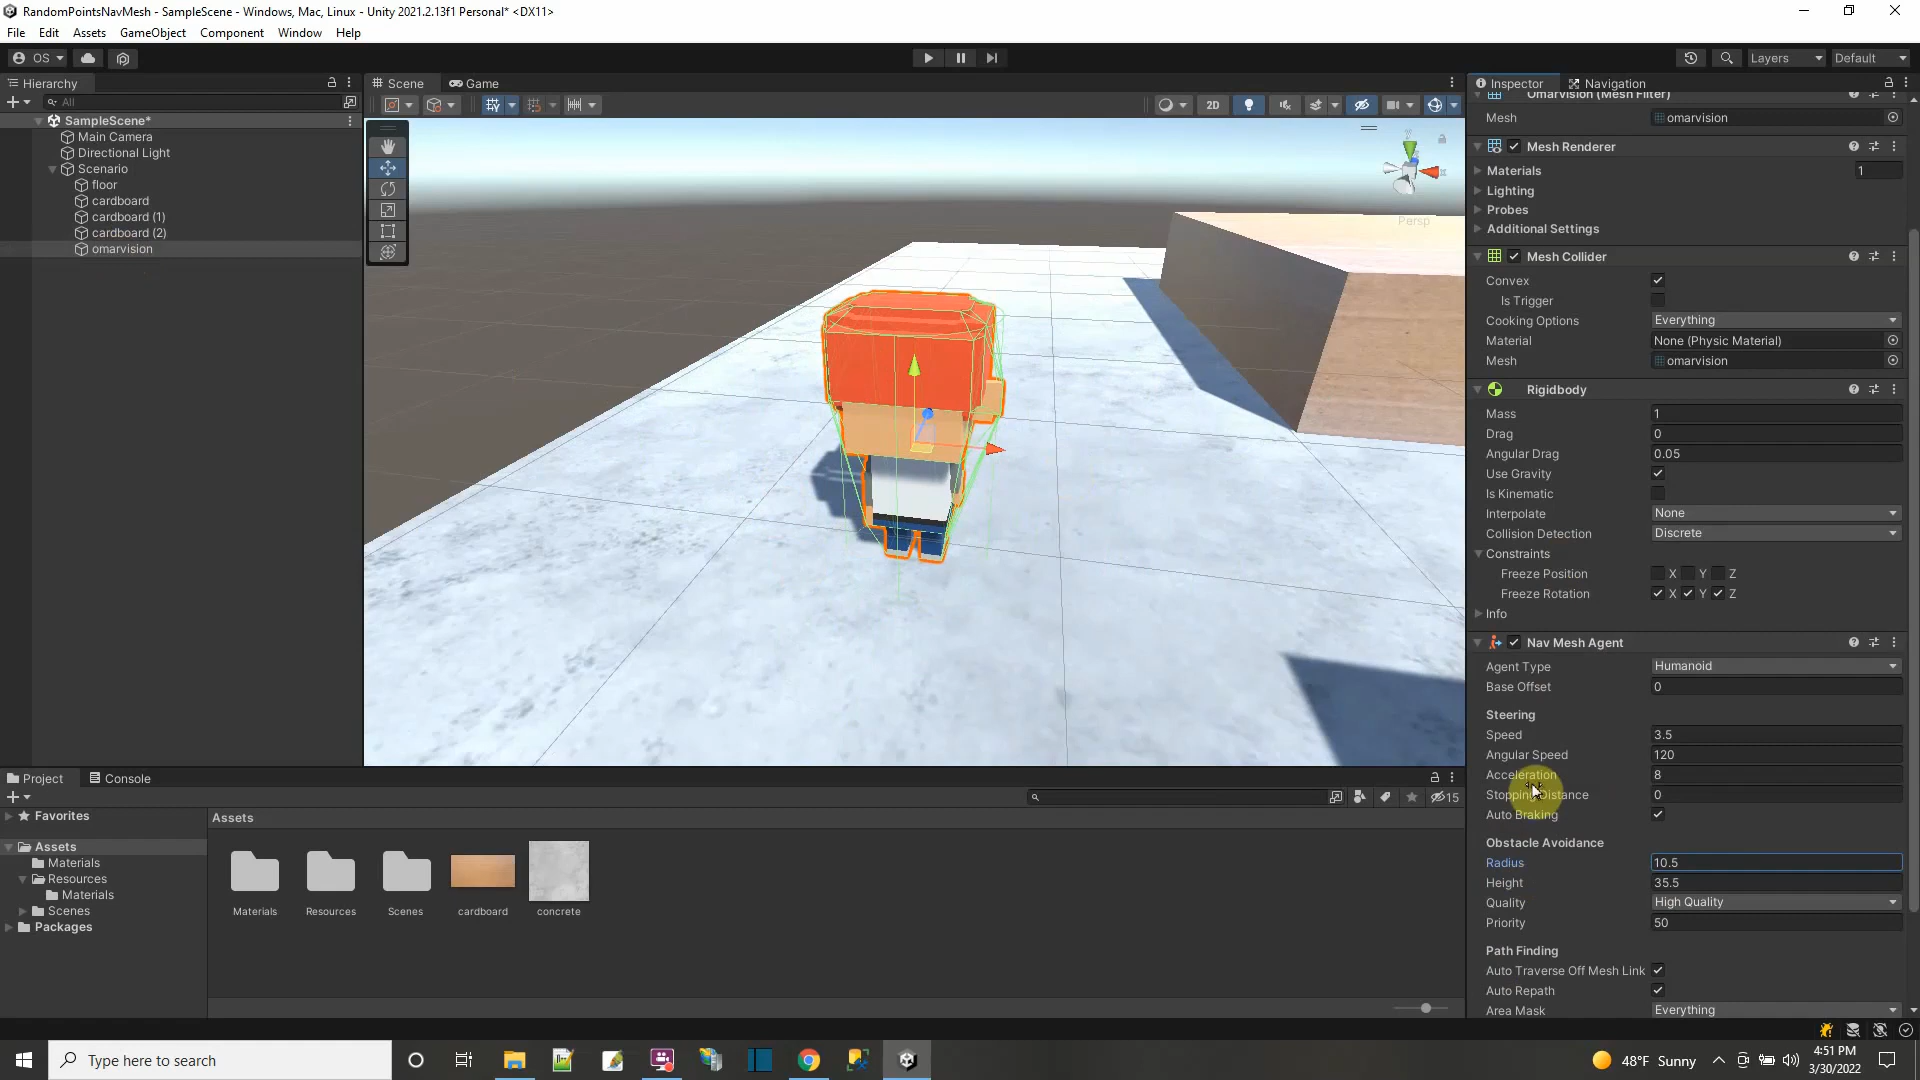 RandomPointsNavMesh - SampleScene - Windows, Mac, Linux - Unity 2021.2.13f1 Personal* <DX11>
File Edit Assets GameObject Component Window Help
OS Layers Default
Hierarchy
All
SampleScene*
Main Camera
Directional Light
Scenario
floor
cardboard
cardboard (1)
cardboard (2)
omarvision
Scene Game
2D
Persp
Inspector Navigation
Omarvision (Mesh Filter)
Mesh omarvision
Mesh Renderer
Materials 1
Lighting
Probes
Additional Settings
Mesh Collider
Convex
Is Trigger
Cooking Options Everything
Material None (Physic Material)
Mesh omarvision
Rigidbody
Mass 1
Drag 0
Angular Drag 0.05
Use Gravity
Is Kinematic
Interpolate None
Collision Detection Discrete
Constraints
Freeze Position X Y Z
Freeze Rotation X Y Z
Info
Nav Mesh Agent
Agent Type Humanoid
Base Offset 0
Steering
Speed 3.5
Angular Speed 120
Acceleration 8
Stopping Distance 0
Auto Braking
Obstacle Avoidance
Radius 10.5
Height 35.5
Quality High Quality
Priority 50
Path Finding
Auto Traverse Off Mesh Link
Auto Repath
Area Mask Everything
Project Console
15
Favorites
Assets
Materials
Resources
Materials
Scenes
Packages
Assets
Materials Resources Scenes cardboard concrete
Type here to search
48°F Sunny
4:51 PM
3/30/2022